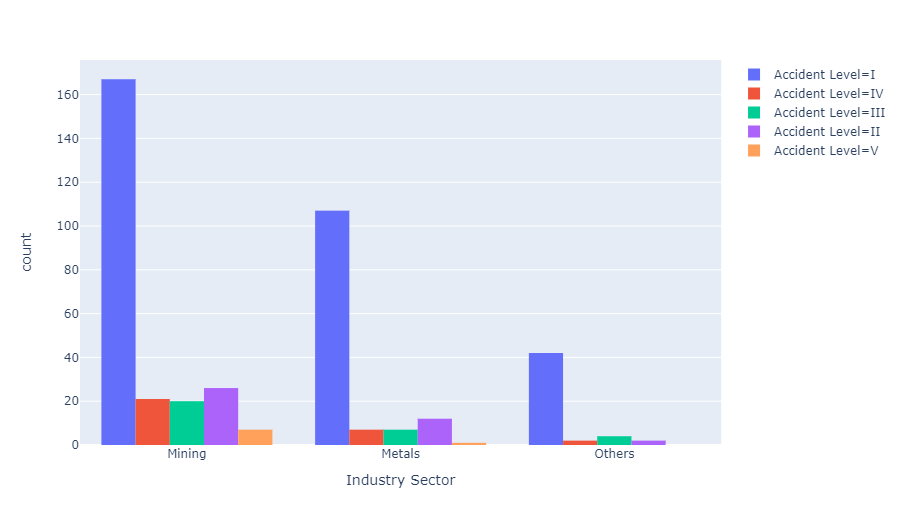 Accident Level=I
Accident Level=IV
Accident Level=III
Accident Level=II
Accident Level=V
count
160
140
120
100
80
60
40
20
0
Mining Metals Others
Industry Sector